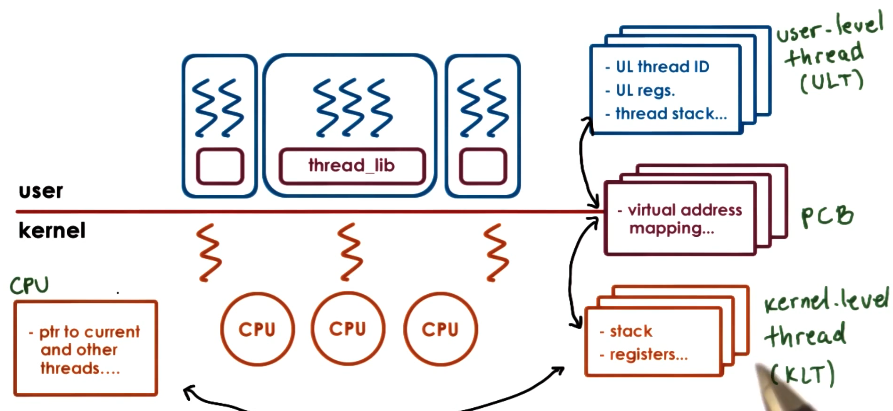 user-level
thread
(ULT)
- UL thread ID
- UL regs.
- thread stack...
thread_lib
user
kernel
- virtual address
mapping...
PCB
CPU
- ptr to current
and other
threads....
CPU
CPU
CPU
- stack
- registers...
kernel-level
thread
(KLT)